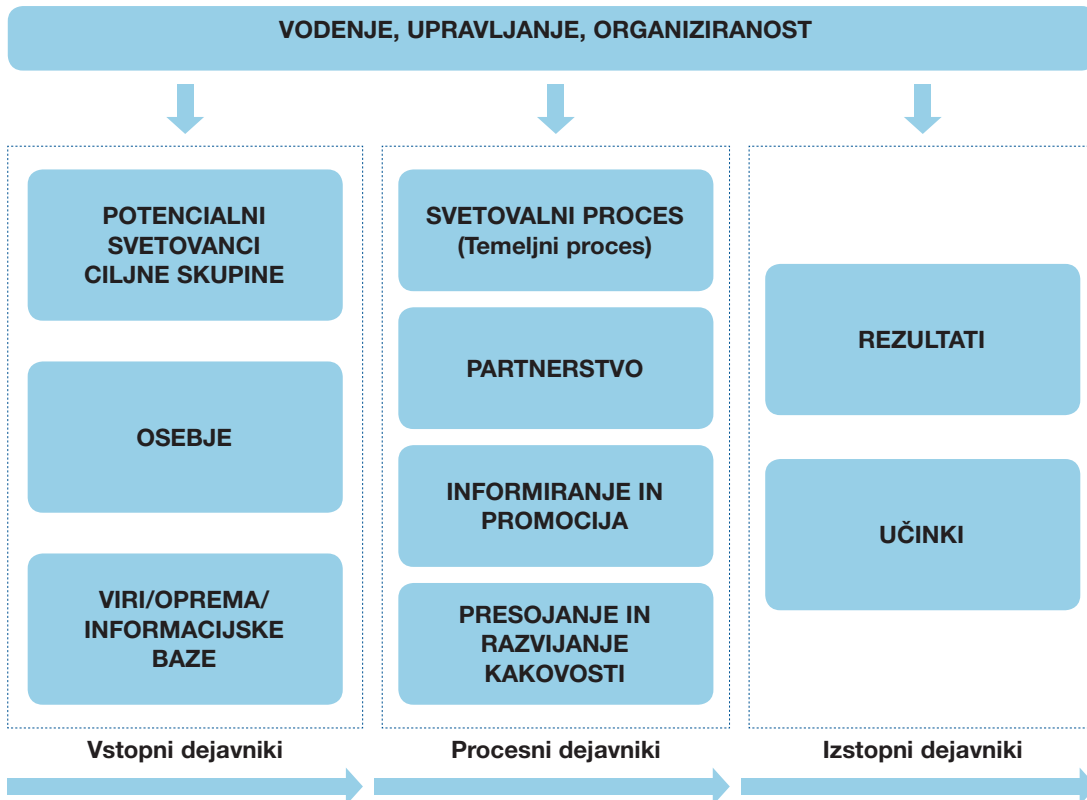 VODENJE, UPRAVLJANJE, ORGANIZIRANOST
POTENCIALNI
SVETOVANCI
CILJNE SKUPINE
OSEBJE
VIRI/OPREMA/
INFORMACIJSKE
BAZE
Vstopni dejavniki
SVETOVALNI PROCES
(Temeljni proces)
PARTNERSTVO
INFORMIRANJE IN
PROMOCIJA
PRESOJANJE IN
RAZVIJANJE
KAKOVOSTI
Procesni dejavniki
REZULTATI
UČINKI
Izstopni dejavniki